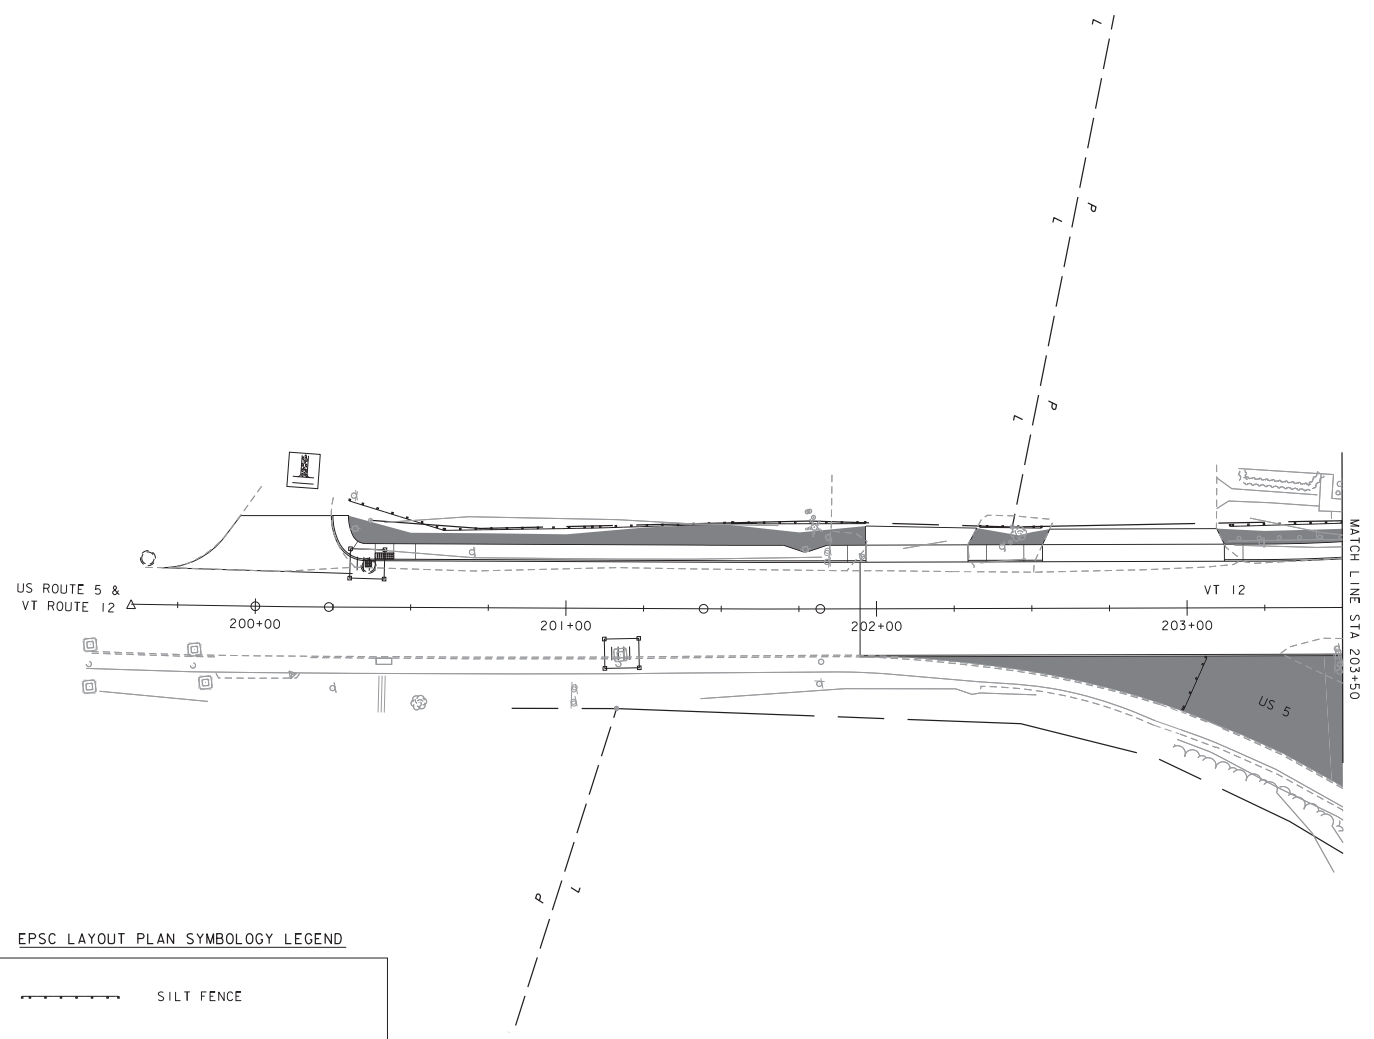 L
P
L
P
L
MATCH LINE STA 203+50
US ROUTE 5 &
VT ROUTE 12
VT 12
200+00
201+00
202+00
203+00
US 5
P
L
EPSC LAYOUT PLAN SYMBOLOGY LEGEND
SILT FENCE